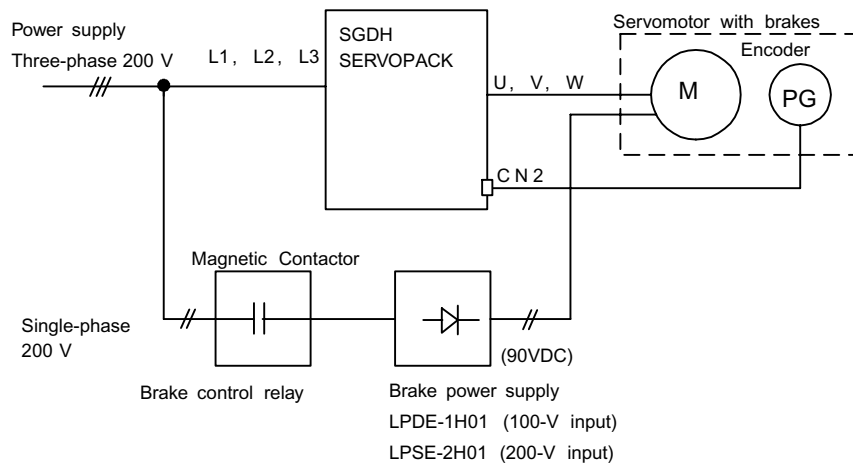 Power supply
Three-phase 200 V
L1, L2, L3
SGDH
SERVOPACK
Servomotor with brakes
Encoder
U, V, W
M
PG
CN2
Magnetic Contactor
Single-phase
200 V
(90VDC)
Brake control relay
Brake power supply
LPDE-1H01 (100-V input)
LPSE-2H01 (200-V input)